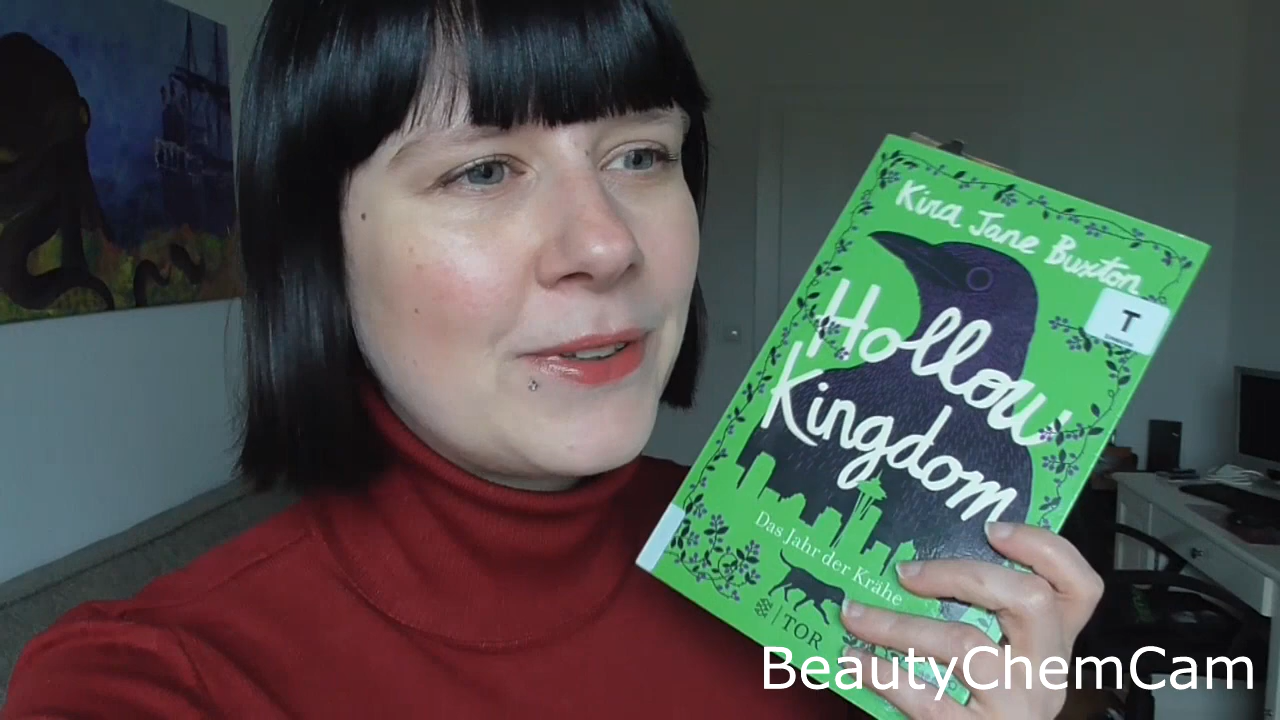 Kira Jane Buxton
T
Hollow
Kingdom
Das Jahr der Krähe
TOR
BeautyChemCam